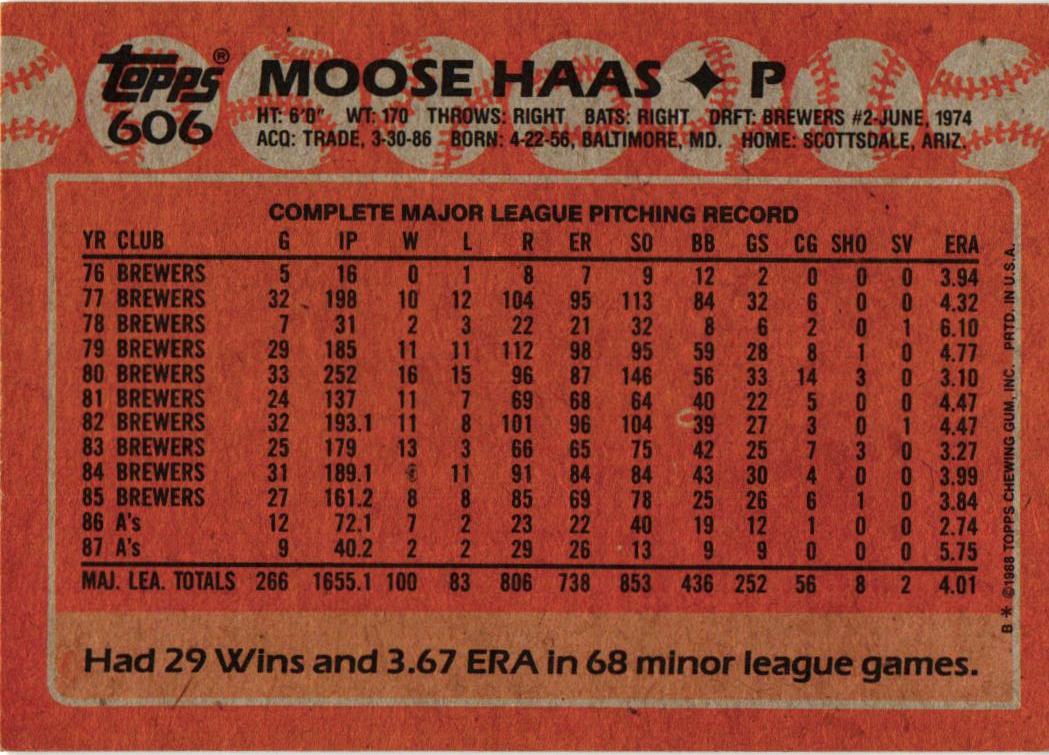 topps®
606
MOOSE HAAS ✦ P
HT: 6'0" WT: 170 THROWS: RIGHT BATS: RIGHT DRFT: BREWERS #2-JUNE, 1974
ACQ: TRADE, 3-30-86 BORN: 4-22-56, BALTIMORE, MD. HOME: SCOTTSDALE, ARIZ.
COMPLETE MAJOR LEAGUE PITCHING RECORD
YR CLUB G IP W L R ER SO BB GS CG SHO SV ERA
76 BREWERS 5 16 0 1 8 7 9 12 2 0 0 0 3.94
77 BREWERS 32 198 10 12 104 95 113 84 32 6 0 0 4.32
78 BREWERS 7 31 2 3 22 21 32 8 6 2 0 1 6.10
79 BREWERS 29 185 11 11 112 98 95 59 28 8 1 0 4.77
80 BREWERS 33 252 16 15 96 87 146 56 33 14 3 0 3.10
81 BREWERS 24 137 11 7 69 68 64 40 22 5 0 0 4.47
82 BREWERS 32 193.1 11 8 101 96 104 39 27 3 0 1 4.47
83 BREWERS 25 179 13 3 66 65 75 42 25 7 3 0 3.27
84 BREWERS 31 189.1 11 91 84 84 43 30 4 0 0 3.99
85 BREWERS 27 161.2 8 8 85 69 78 25 26 6 1 0 3.84
86 A's 12 72.1 7 2 23 22 40 19 12 1 0 0 2.74
87 A's 9 40.2 2 2 29 26 13 9 9 0 0 0 5.75
MAJ. LEA. TOTALS 266 1655.1 100 83 806 738 853 436 252 56 8 2 4.01
Had 29 Wins and 3.67 ERA in 68 minor league games.
B * ©1988 TOPPS CHEWING GUM, INC. PRTD. IN U.S.A.